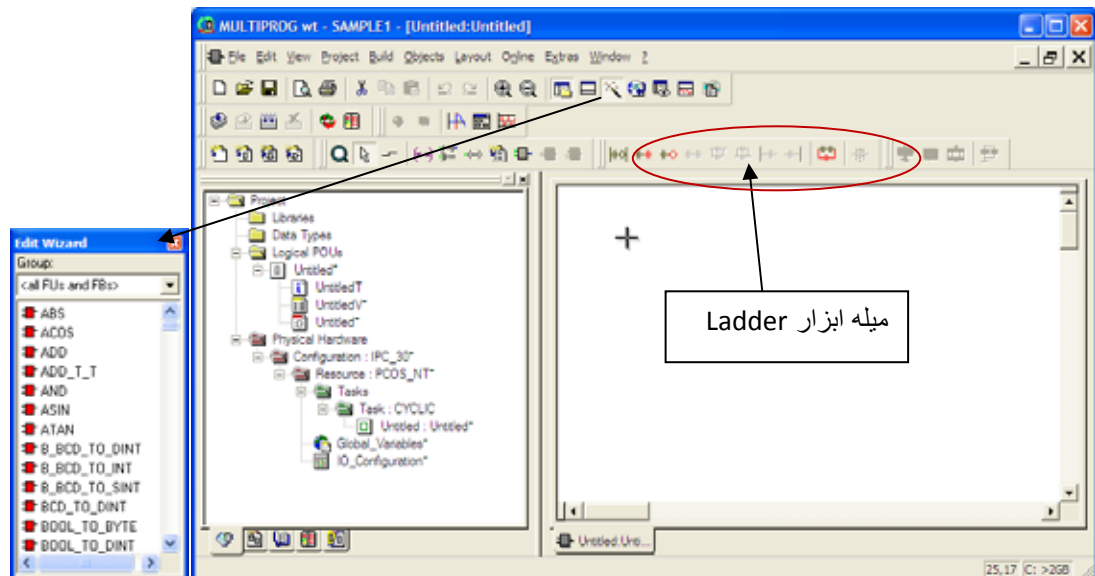 MULTIPROG wt - SAMPLE1 - [Untitled:Untitled]
File Edit View Project Build Objects Layout Online Extras Window ?
Project
Libraries
Data Types
Logical POUs
Untitled*
UntitledT
UntitledV*
Untitled*
Physical Hardware
Configuration : IPC_30*
Resource : PCOS_NT*
Tasks
Task : CYCLIC
Untitled : Untitled*
Global_Variables*
IO_Configuration*
میله ابزار Ladder
Edit Wizard
Group:
<all FUs and FBs>
ABS
ACOS
ADD
ADD_T_T
AND
ASIN
ATAN
B_BCD_TO_DINT
B_BCD_TO_INT
B_BCD_TO_SINT
BCD_TO_DINT
BOOL_TO_BYTE
BOOL_TO_DINT
Untitled:Unti...
25,17 C: >2GB